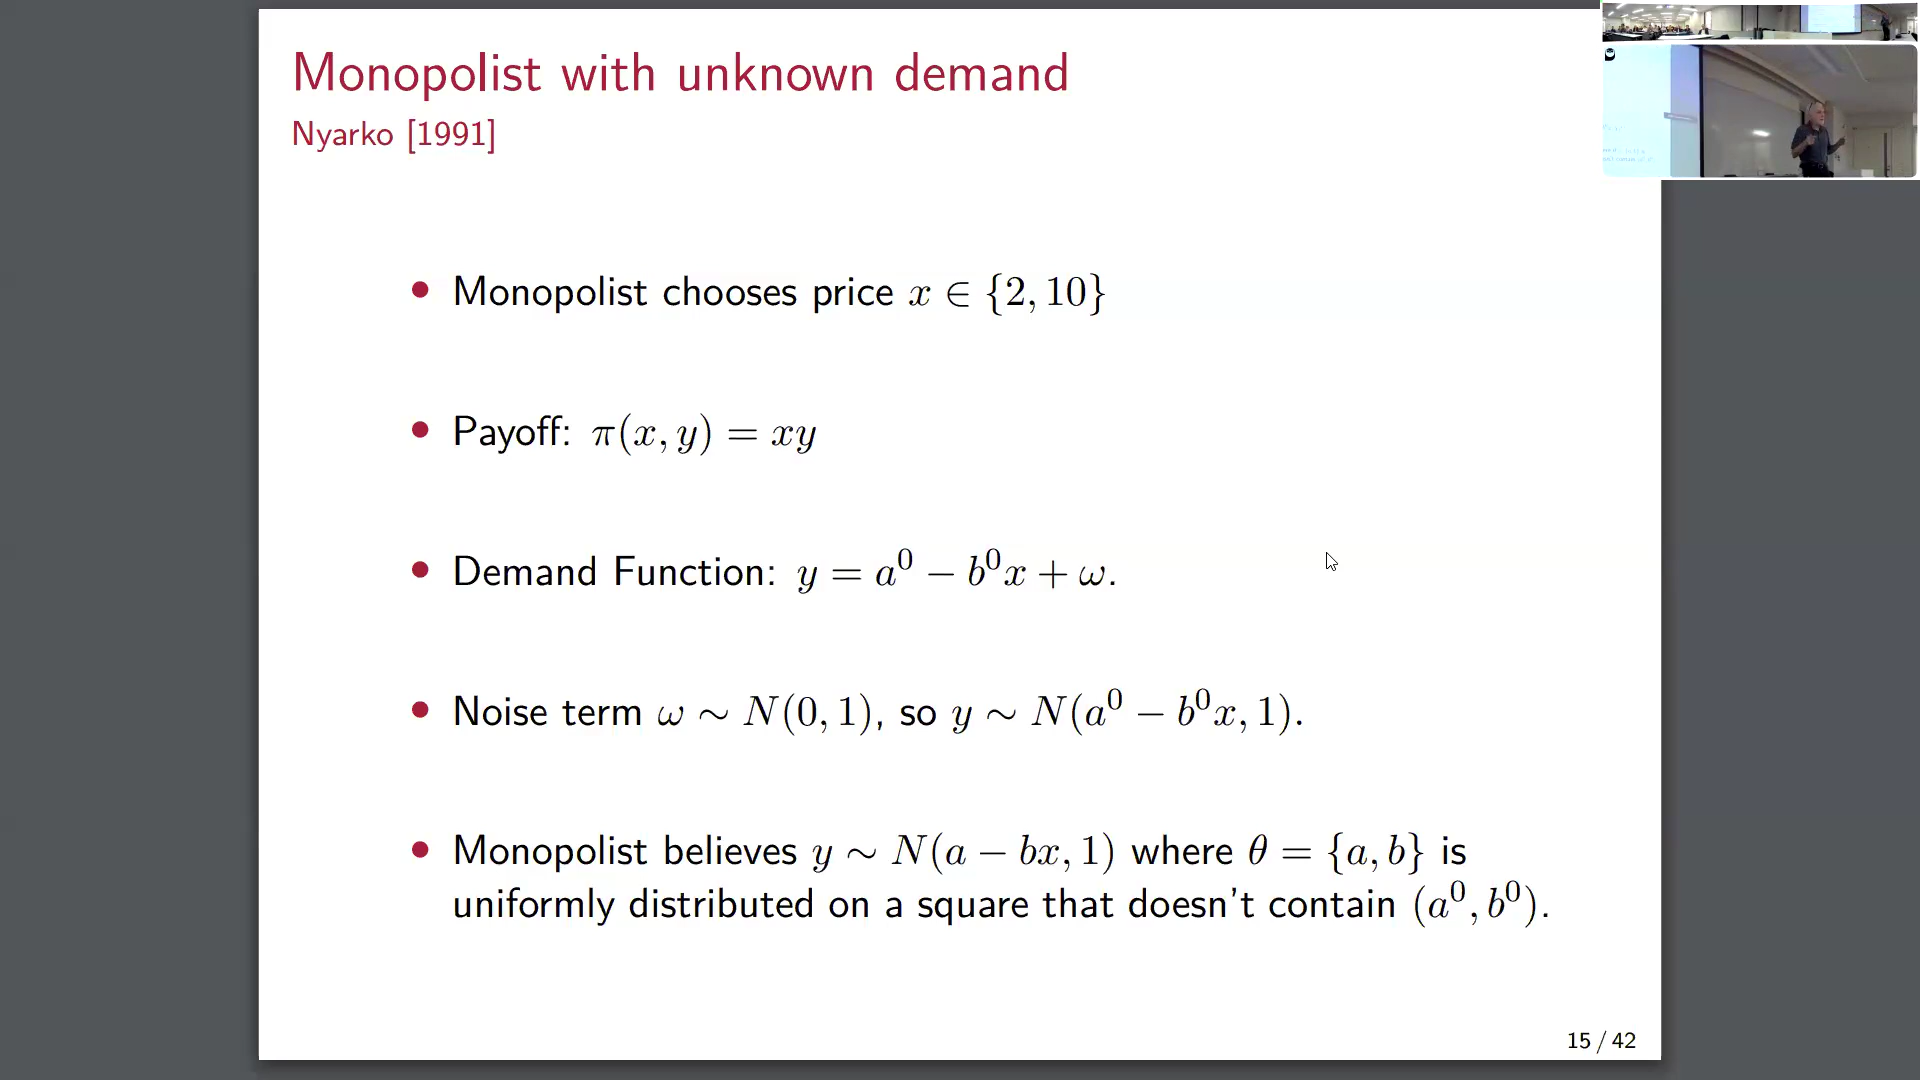 Monopolist with unknown demand
Nyarko [1991]
• Monopolist chooses price x ∈ {2, 10}
• Payoff: π(x, y) = xy
• Demand Function: y = a⁰ − b⁰x + ω.
• Noise term ω ∼ N(0, 1), so y ∼ N(a⁰ − b⁰x, 1).
• Monopolist believes y ∼ N(a − bx, 1) where θ = {a, b} is
uniformly distributed on a square that doesn't contain (a⁰, b⁰).
15 / 42